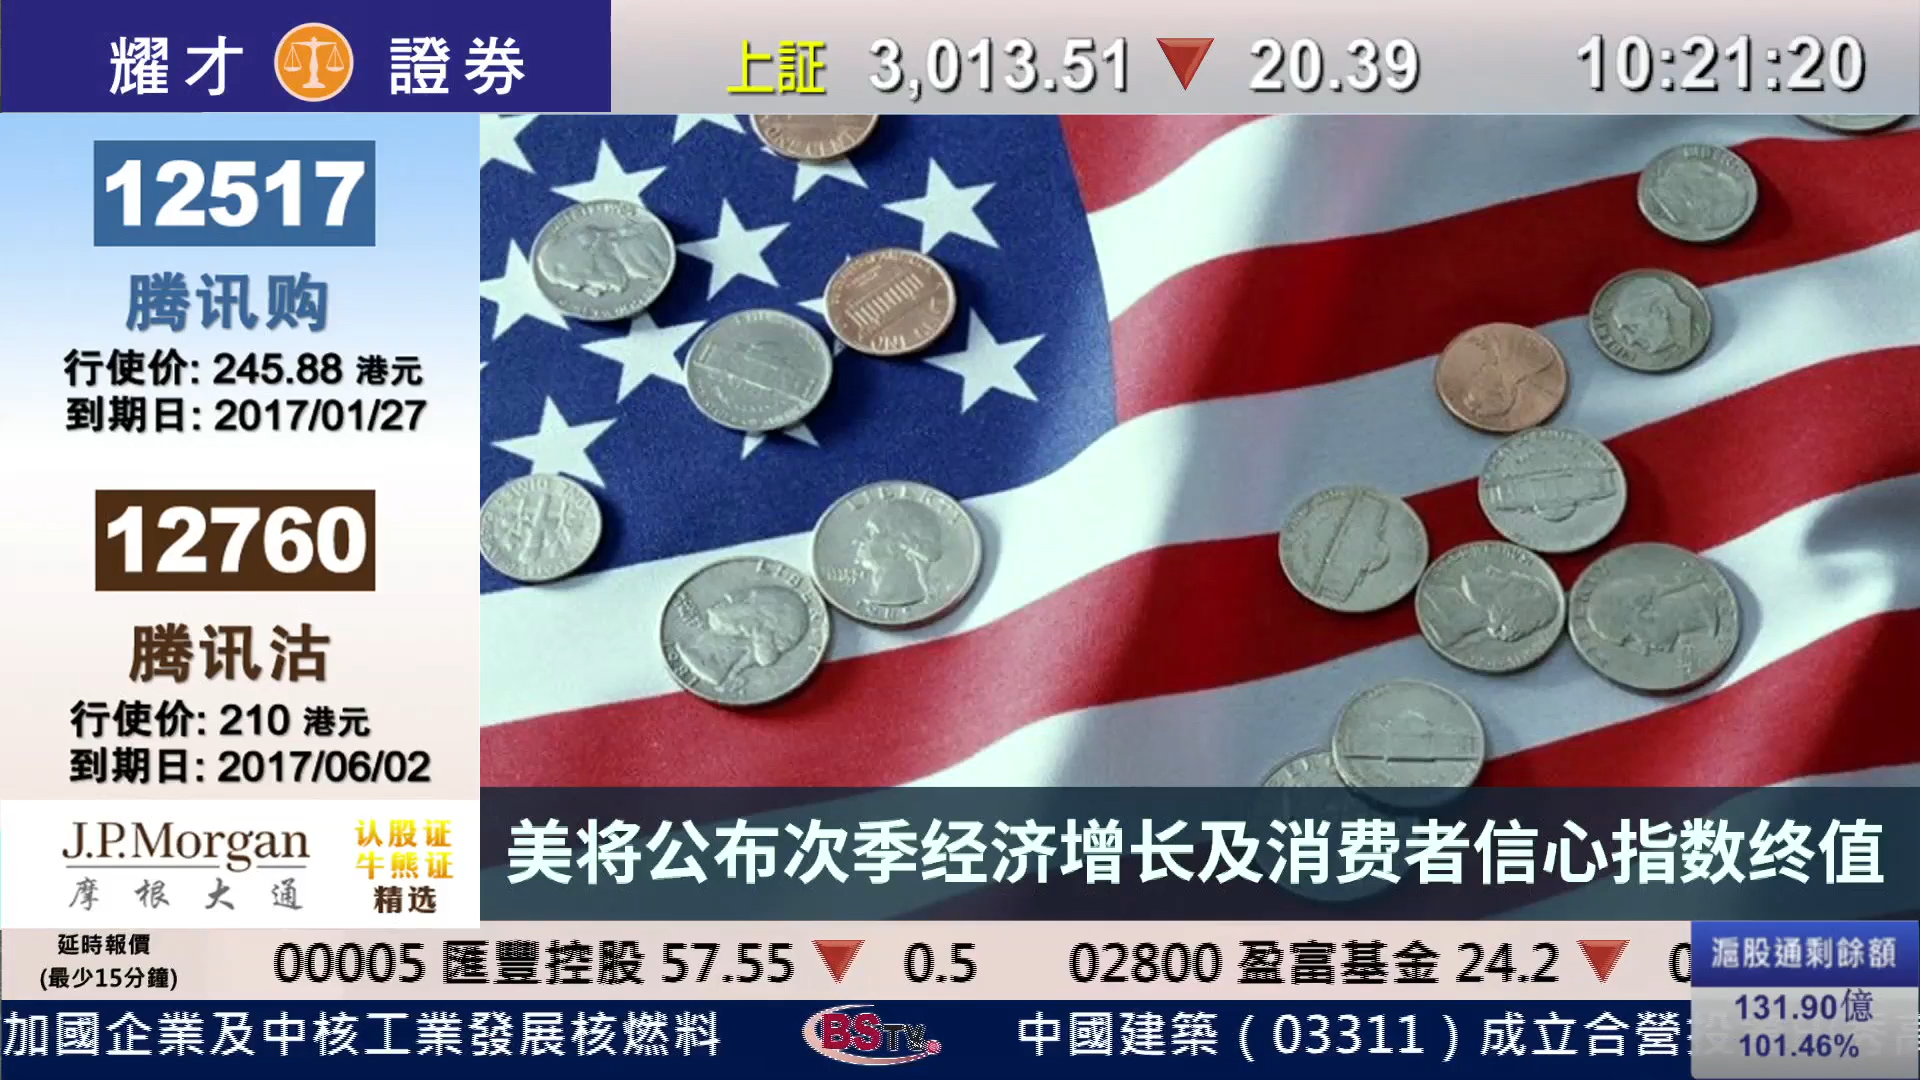 耀才 證券
上証 3,013.51 20.39 10:21:20
12517
腾讯购
行使价: 245.88 港元
到期日: 2017/01/27
12760
腾讯沽
行使价: 210 港元
到期日: 2017/06/02
J.P.Morgan
摩根大通
认股证
牛熊证
精选
美将公布次季经济增长及消费者信心指数终值
延時報價
(最少15分鐘)
00005 匯豐控股 57.55 0.5 02800 盈富基金 24.2
滬股通剩餘額
131.90億
101.46%
加國企業及中核工業發展核燃料 BSTV 中國建築（03311）成立合營